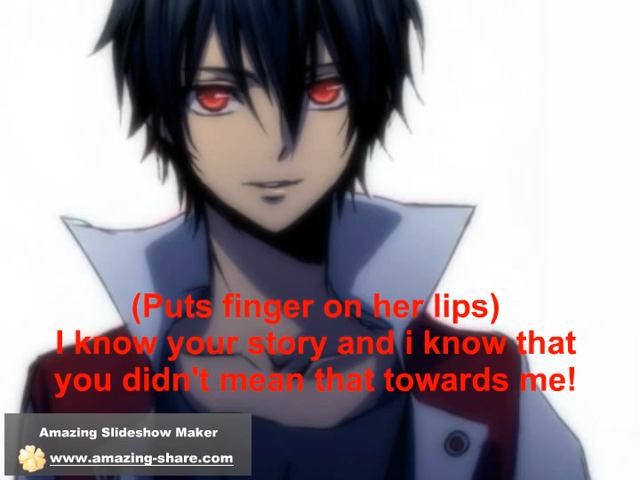 (Puts finger on her lips)
I know your story and i know that
you didn't mean that towards me!
Amazing Slideshow Maker
www.amazing-share.com